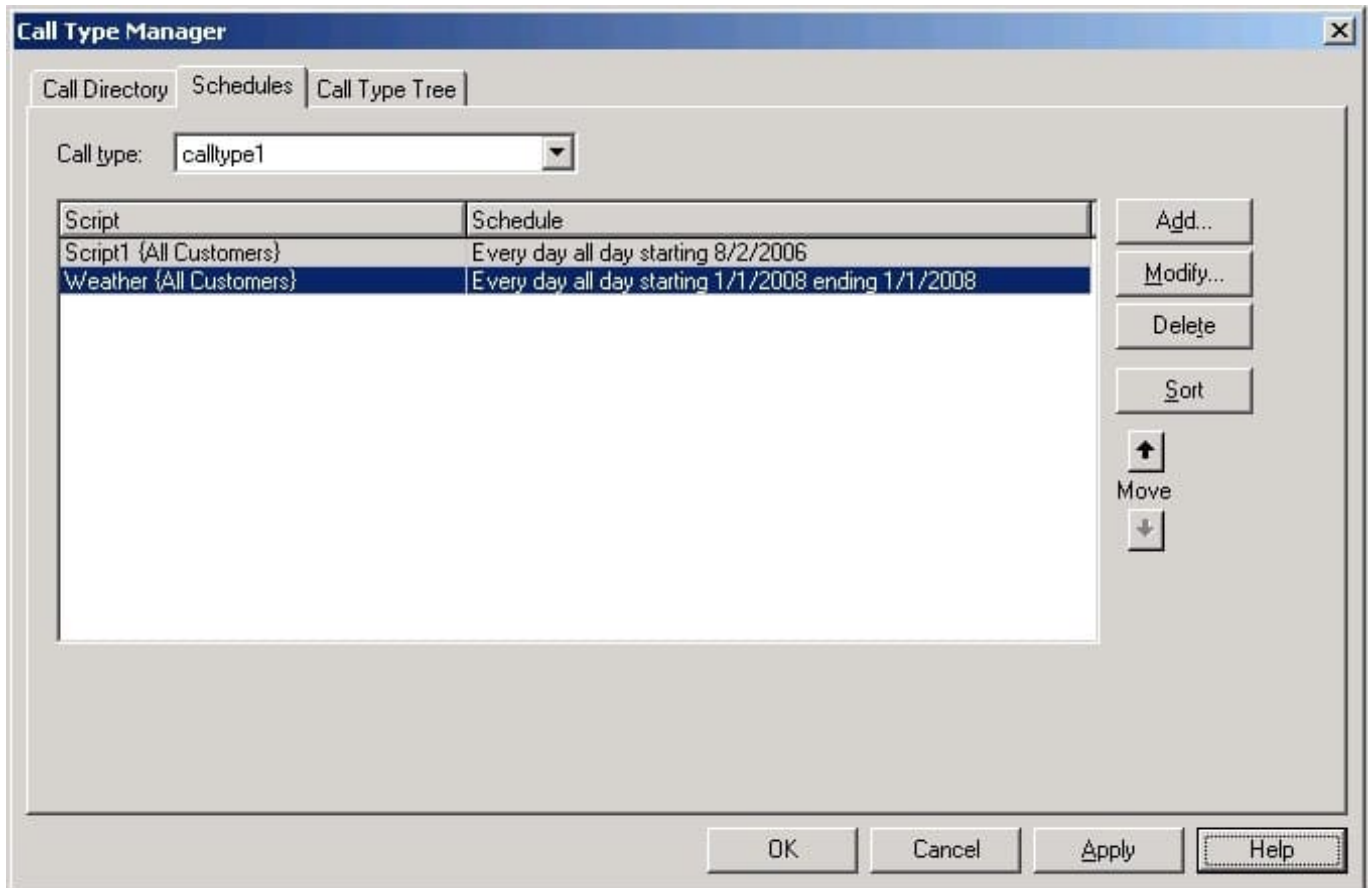 Call Type Manager
Call Directory Schedules Call Type Tree
Call type: calltype1
Script Schedule
Script1 {All Customers} Every day all day starting 8/2/2006
Weather {All Customers} Every day all day starting 1/1/2008 ending 1/1/2008
Add...
Modify...
Delete
Sort
Move
OK Cancel Apply Help